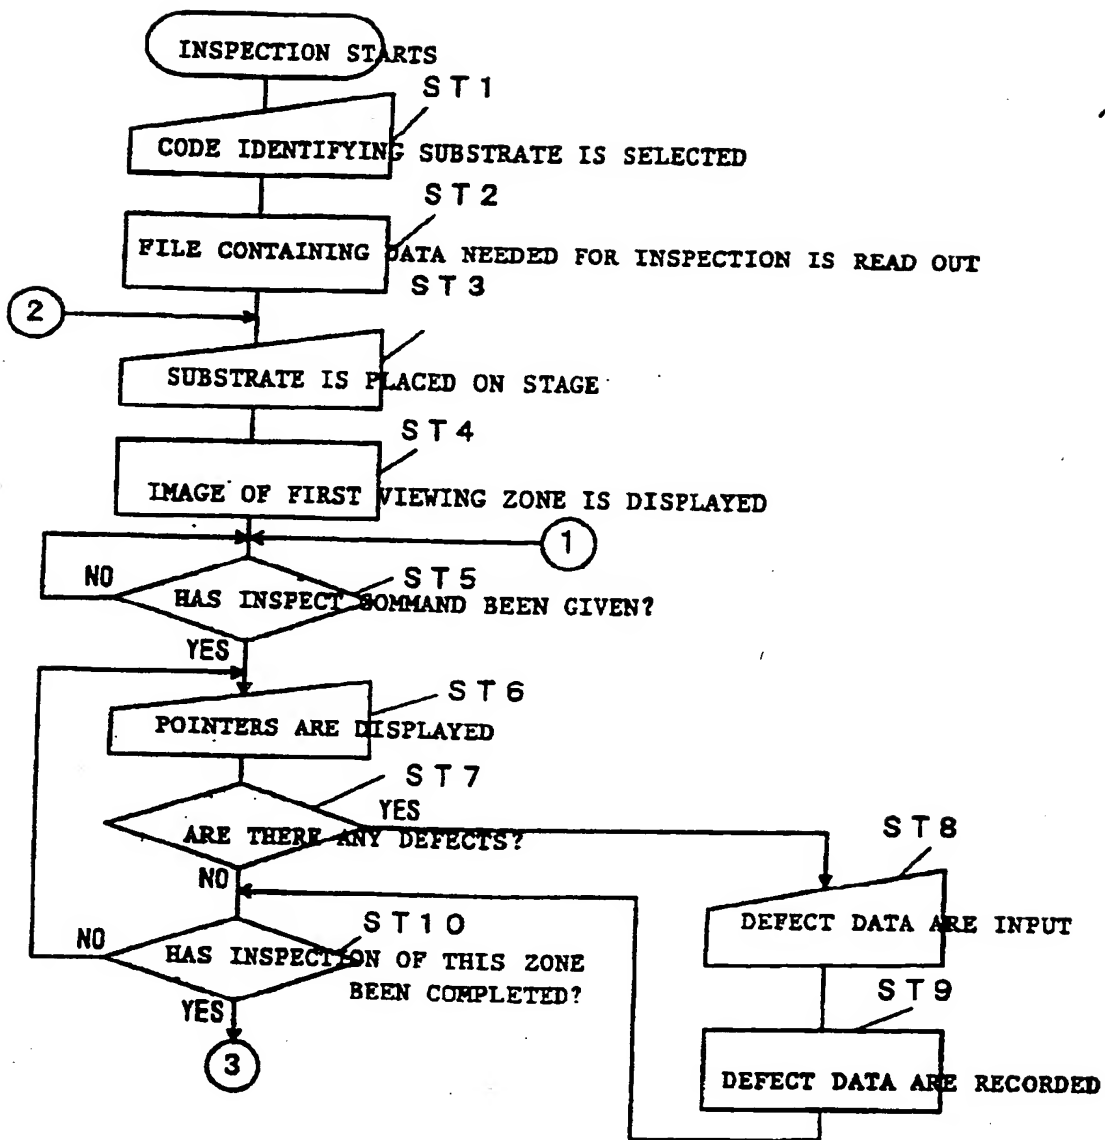 INSPECTION STARTS
ST1
CODE IDENTIFYING SUBSTRATE IS SELECTED
ST2
FILE CONTAINING DATA NEEDED FOR INSPECTION IS READ OUT
ST3
2
SUBSTRATE IS PLACED ON STAGE
ST4
IMAGE OF FIRST VIEWING ZONE IS DISPLAYED
1
NO
ST5
HAS INSPECT COMMAND BEEN GIVEN?
YES
ST6
POINTERS ARE DISPLAYED
ST7
YES
ARE THERE ANY DEFECTS?
NO
ST8
DEFECT DATA ARE INPUT
ST9
DEFECT DATA ARE RECORDED
ST10
NO
HAS INSPECTION OF THIS ZONE
BEEN COMPLETED?
YES
3